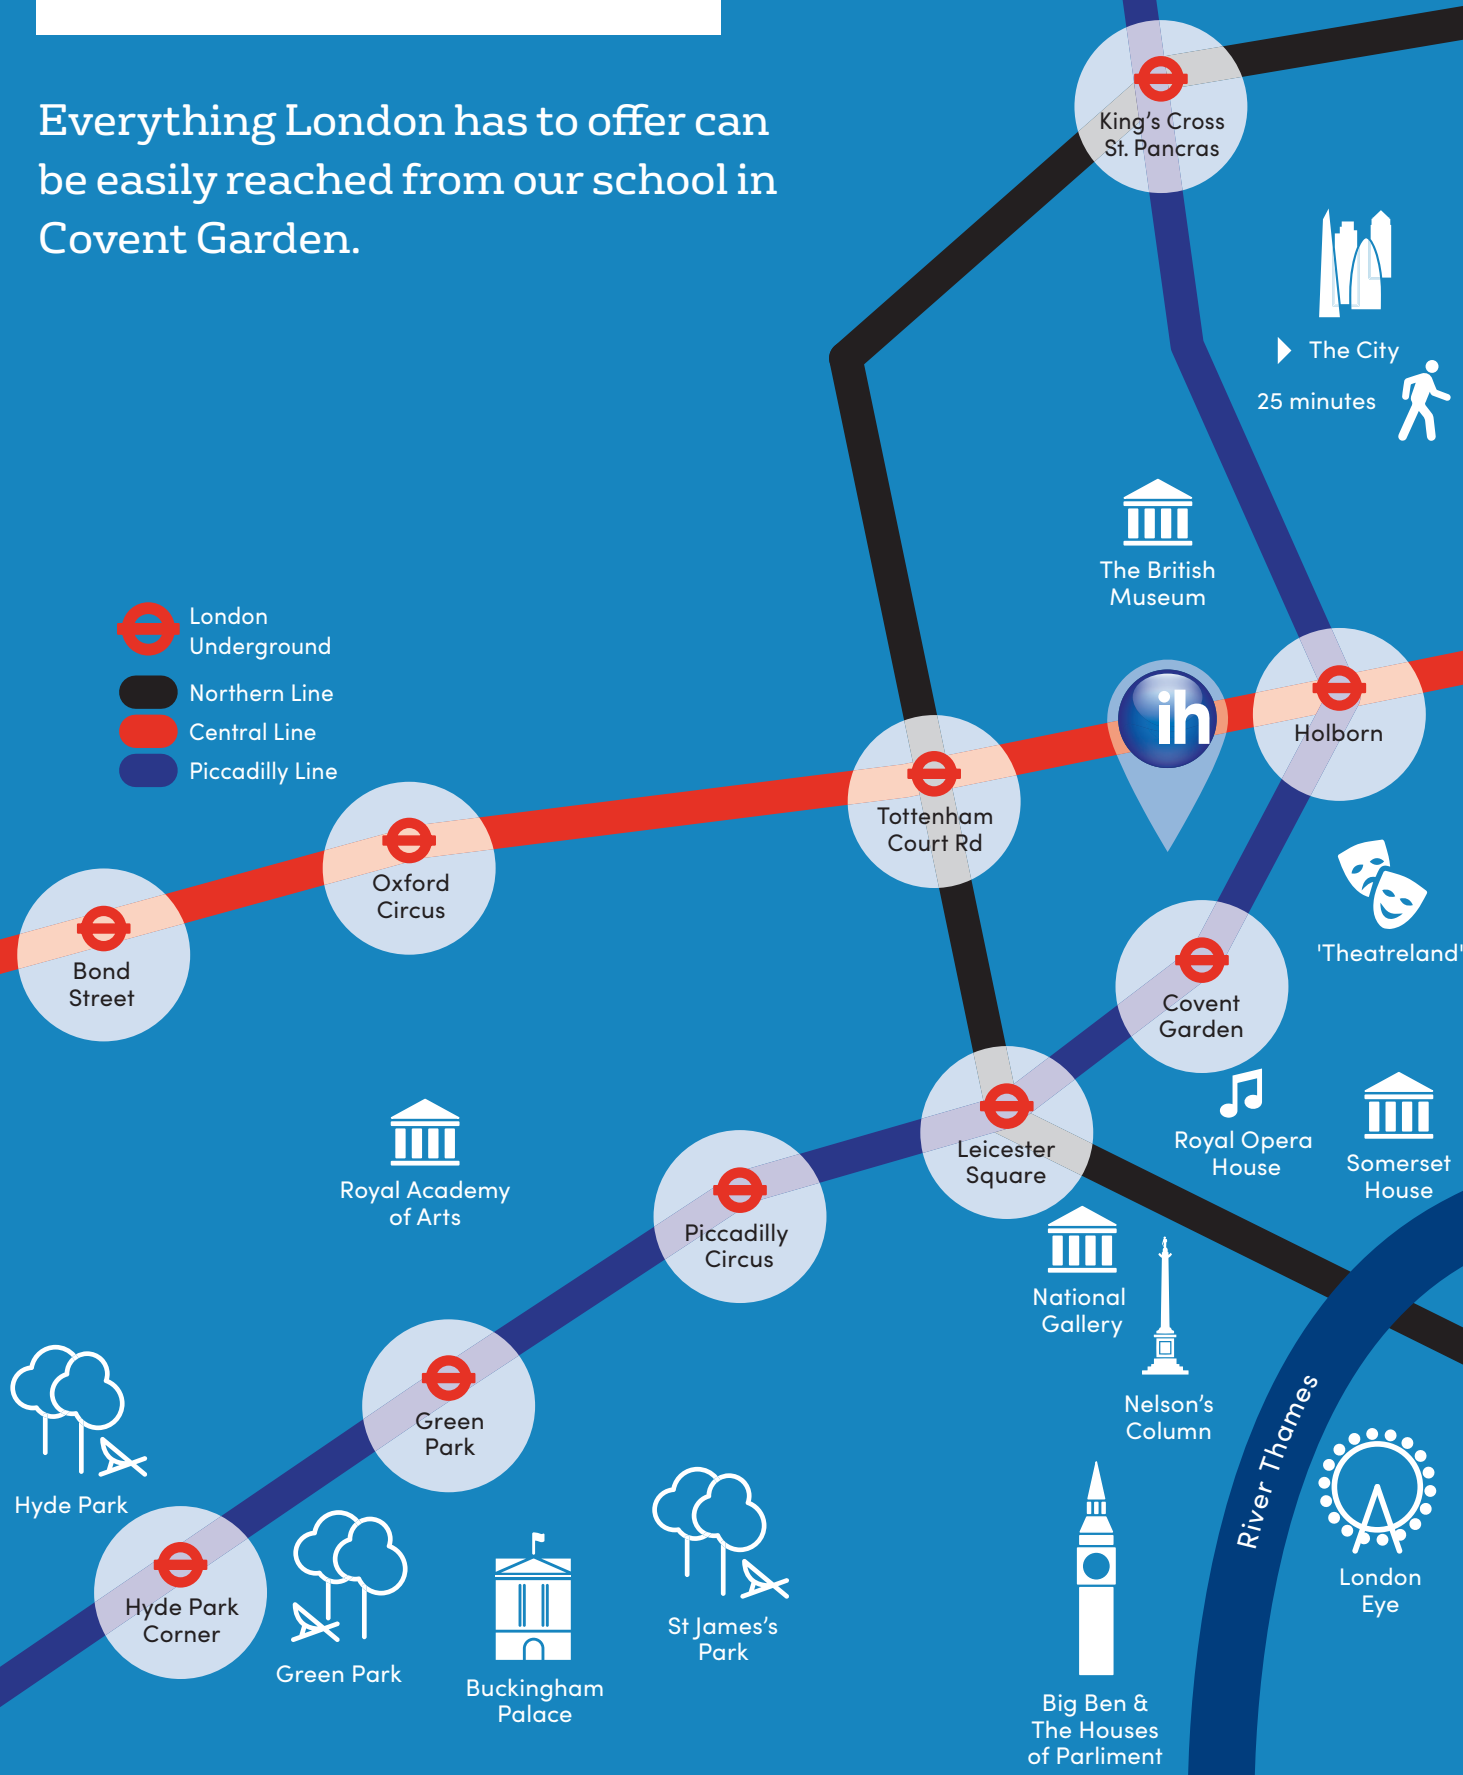 Everything London has to offer can
be easily reached from our school in
Covent Garden.
King's Cross
St. Pancras
The City
25 minutes
The British
Museum
London
Underground
Northern Line
Central Line
Piccadilly Line
ih
Holborn
Tottenham
Court Rd
Oxford
Circus
Bond
Street
'Theatreland'
Covent
Garden
Royal Opera
House
Somerset
House
Leicester
Square
Royal Academy
of Arts
Piccadilly
Circus
National
Gallery
Nelson's
Column
Green
Park
River Thames
Hyde Park
Hyde Park
Corner
Green Park
Buckingham
Palace
St James's
Park
London
Eye
Big Ben &
The Houses
of Parliment